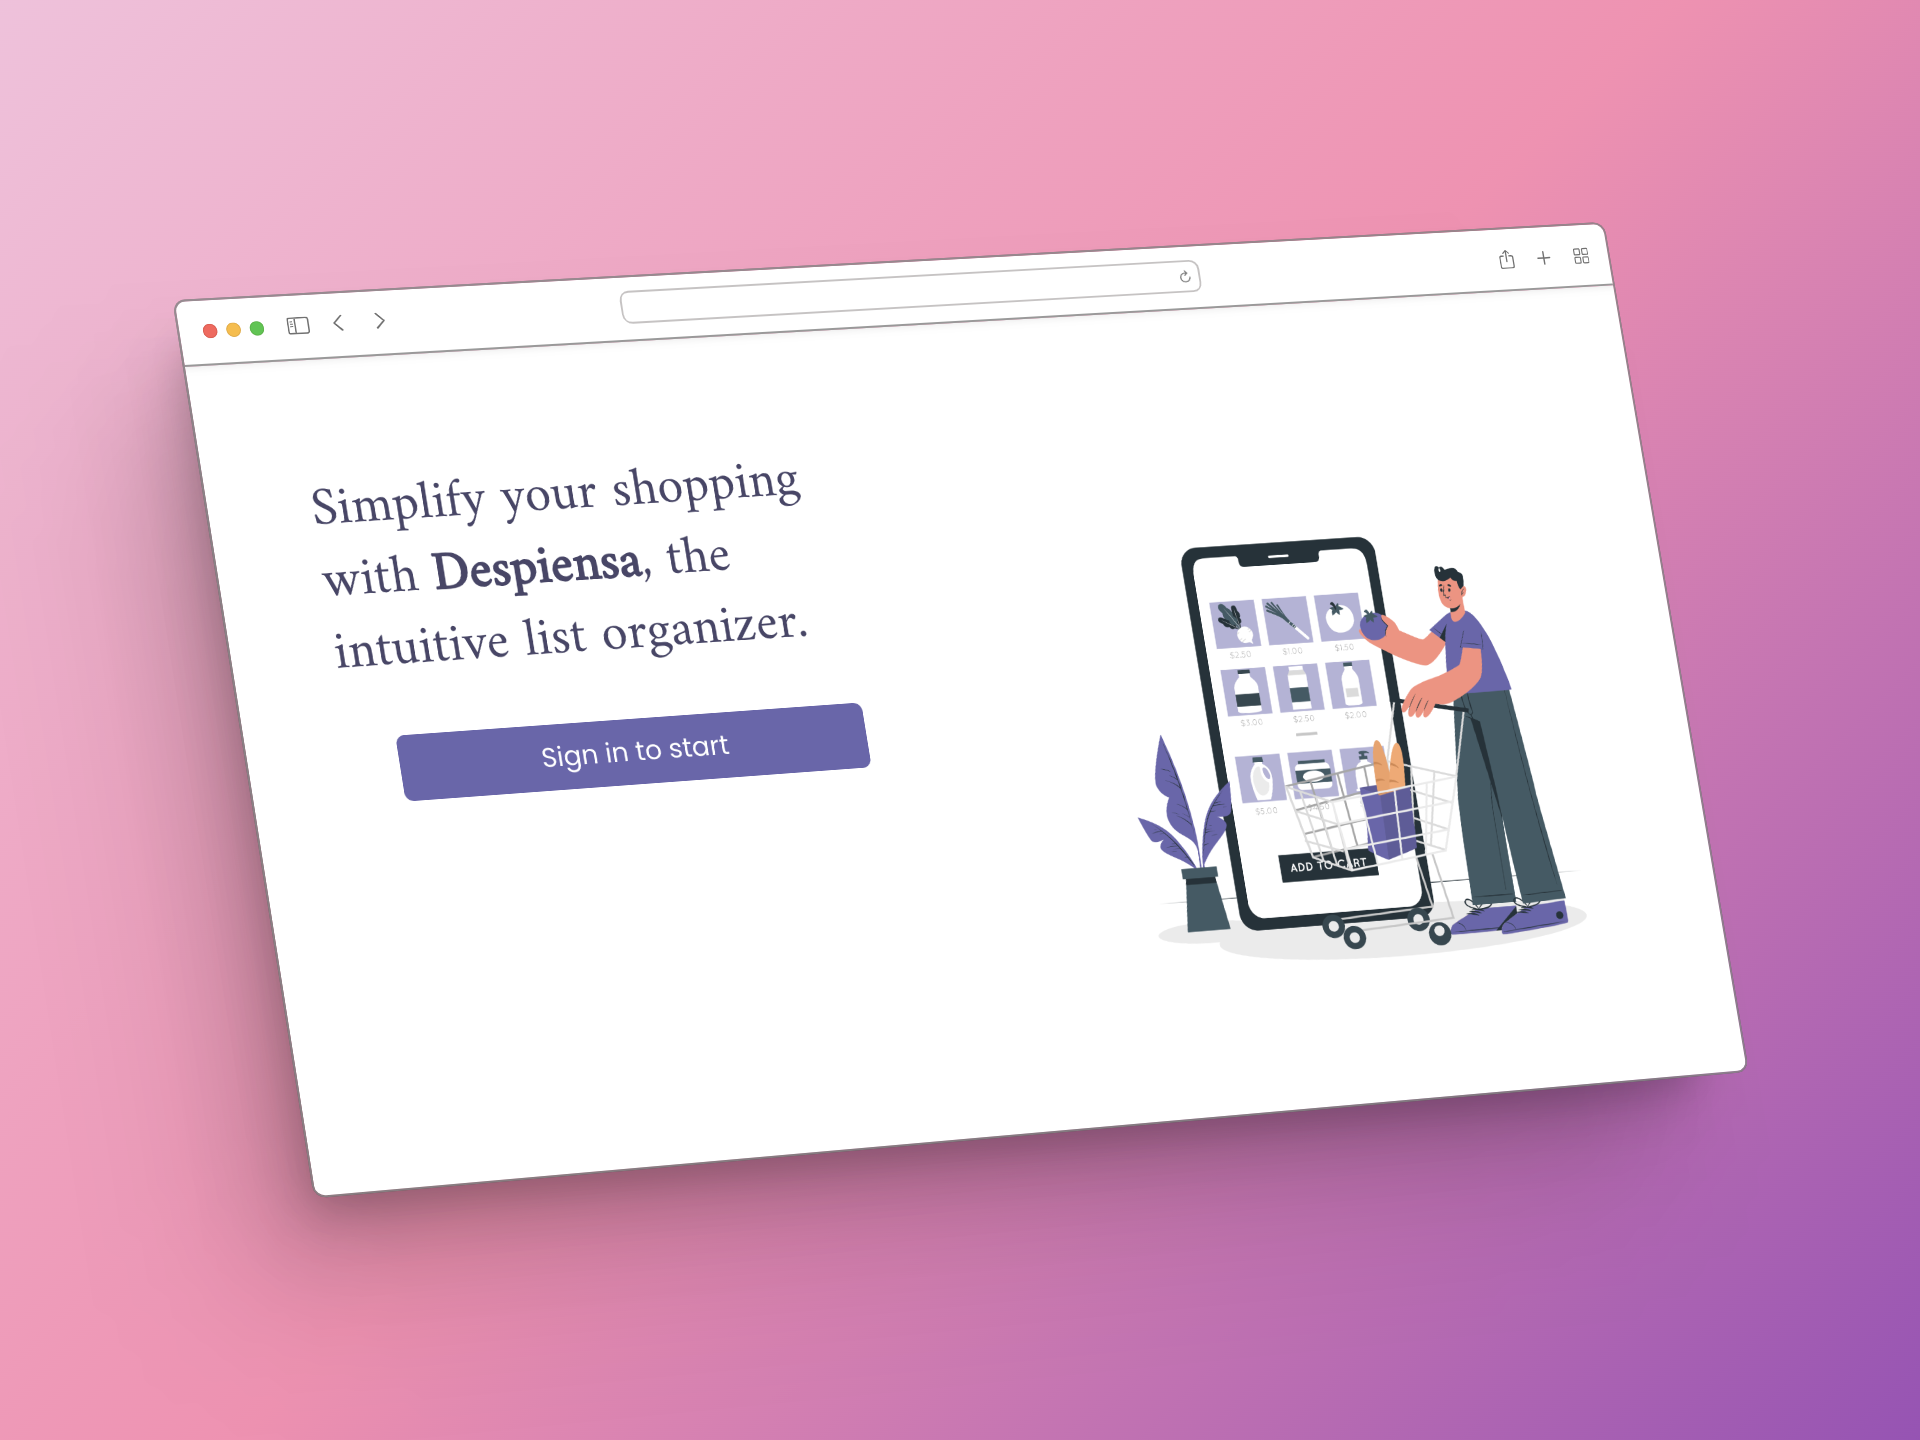 Simplify your shopping
with Despiensa, the
intuitive list organizer.
Sign in to start
$2.50 $1.00 $1.50
$3.00 $2.50 $2.00
$5.00
ADD TO CART